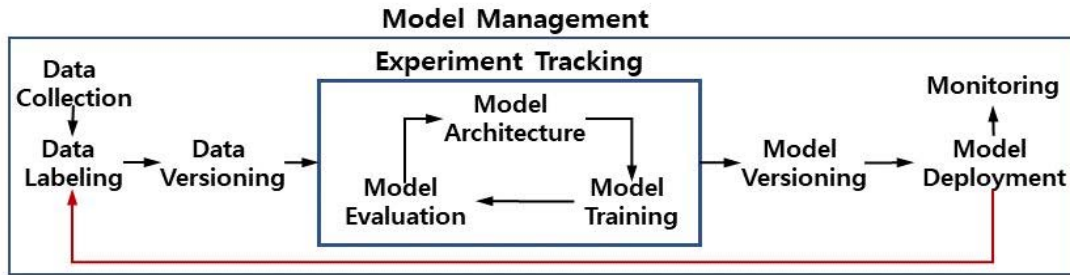 Model Management
Experiment Tracking
Data
Collection
Data
Labeling
Data
Versioning
Model
Architecture
Model
Evaluation
Model
Training
Model
Versioning
Monitoring
Model
Deployment